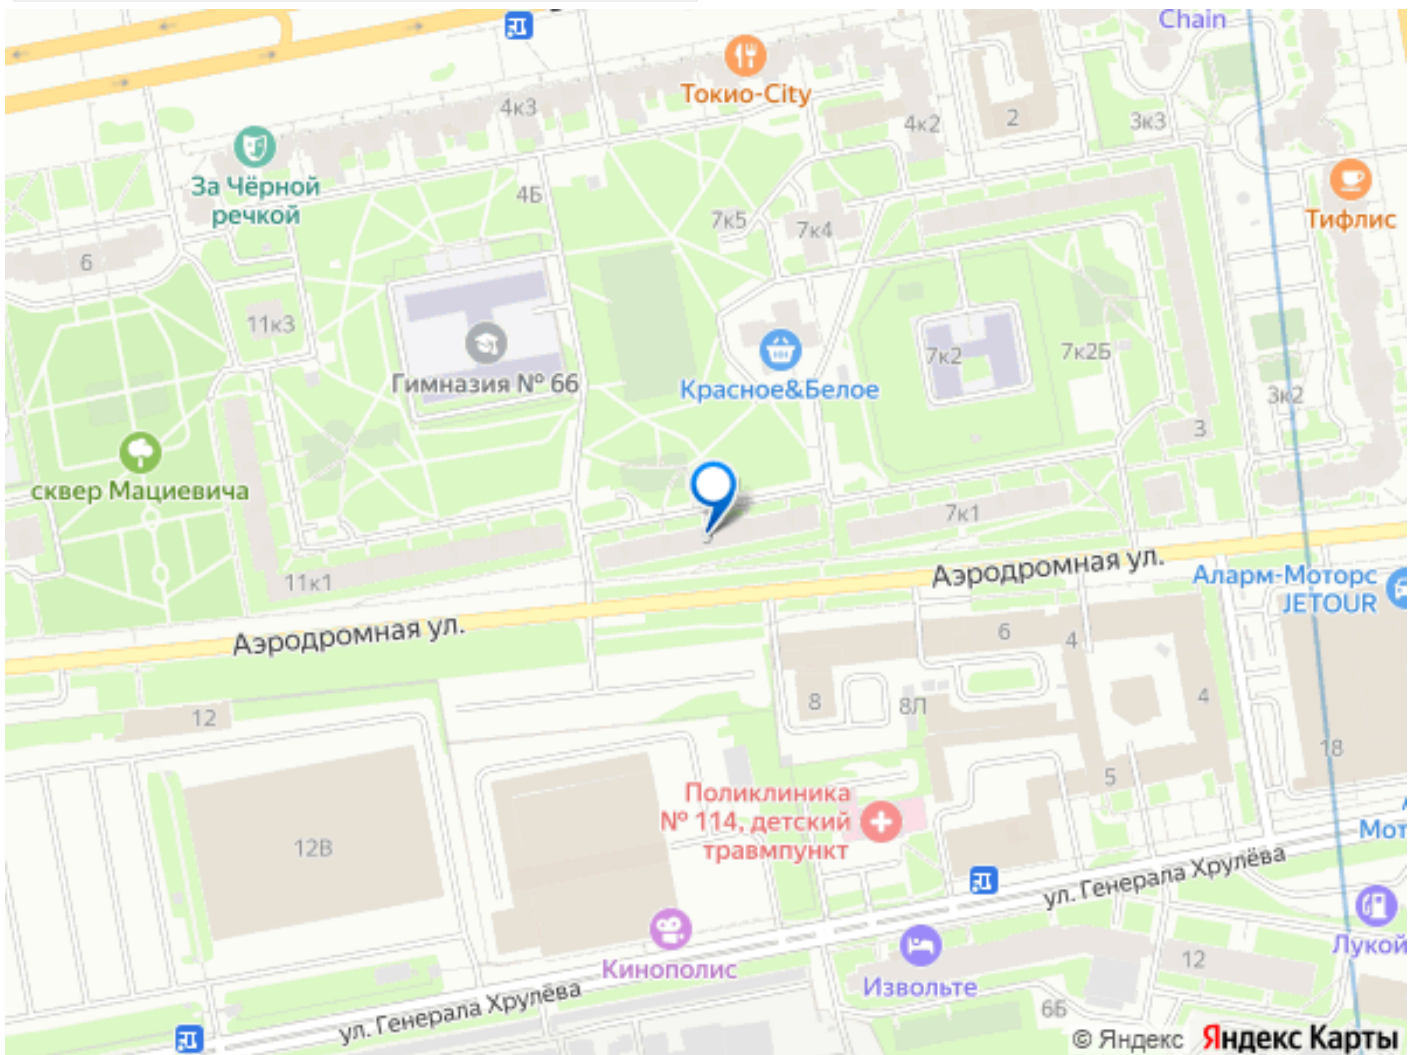 Chain
Токио-City
4к3
4к2
2
3к3
За Чёрной
речкой
4Б
Тифлис
7к5
7к4
6
11к3
7к2
7к2Б
Гимназия № 66
Красное&Белое
3к2
3
сквер Мациевича
7к1
11к1
Аэродромная ул.
Аларм-Моторс
JETOUR
Аэродромная ул.
6
4
12
8
8Л
4
18
5
Поликлиника
№ 114, детский
травмпункт
12В
Мот
ул. Генерала Хрулёва
Лукой
Кинополис
Извольте
12
ул. Генерала Хрулёва
6Б
© Яндекс Яндекс Карты